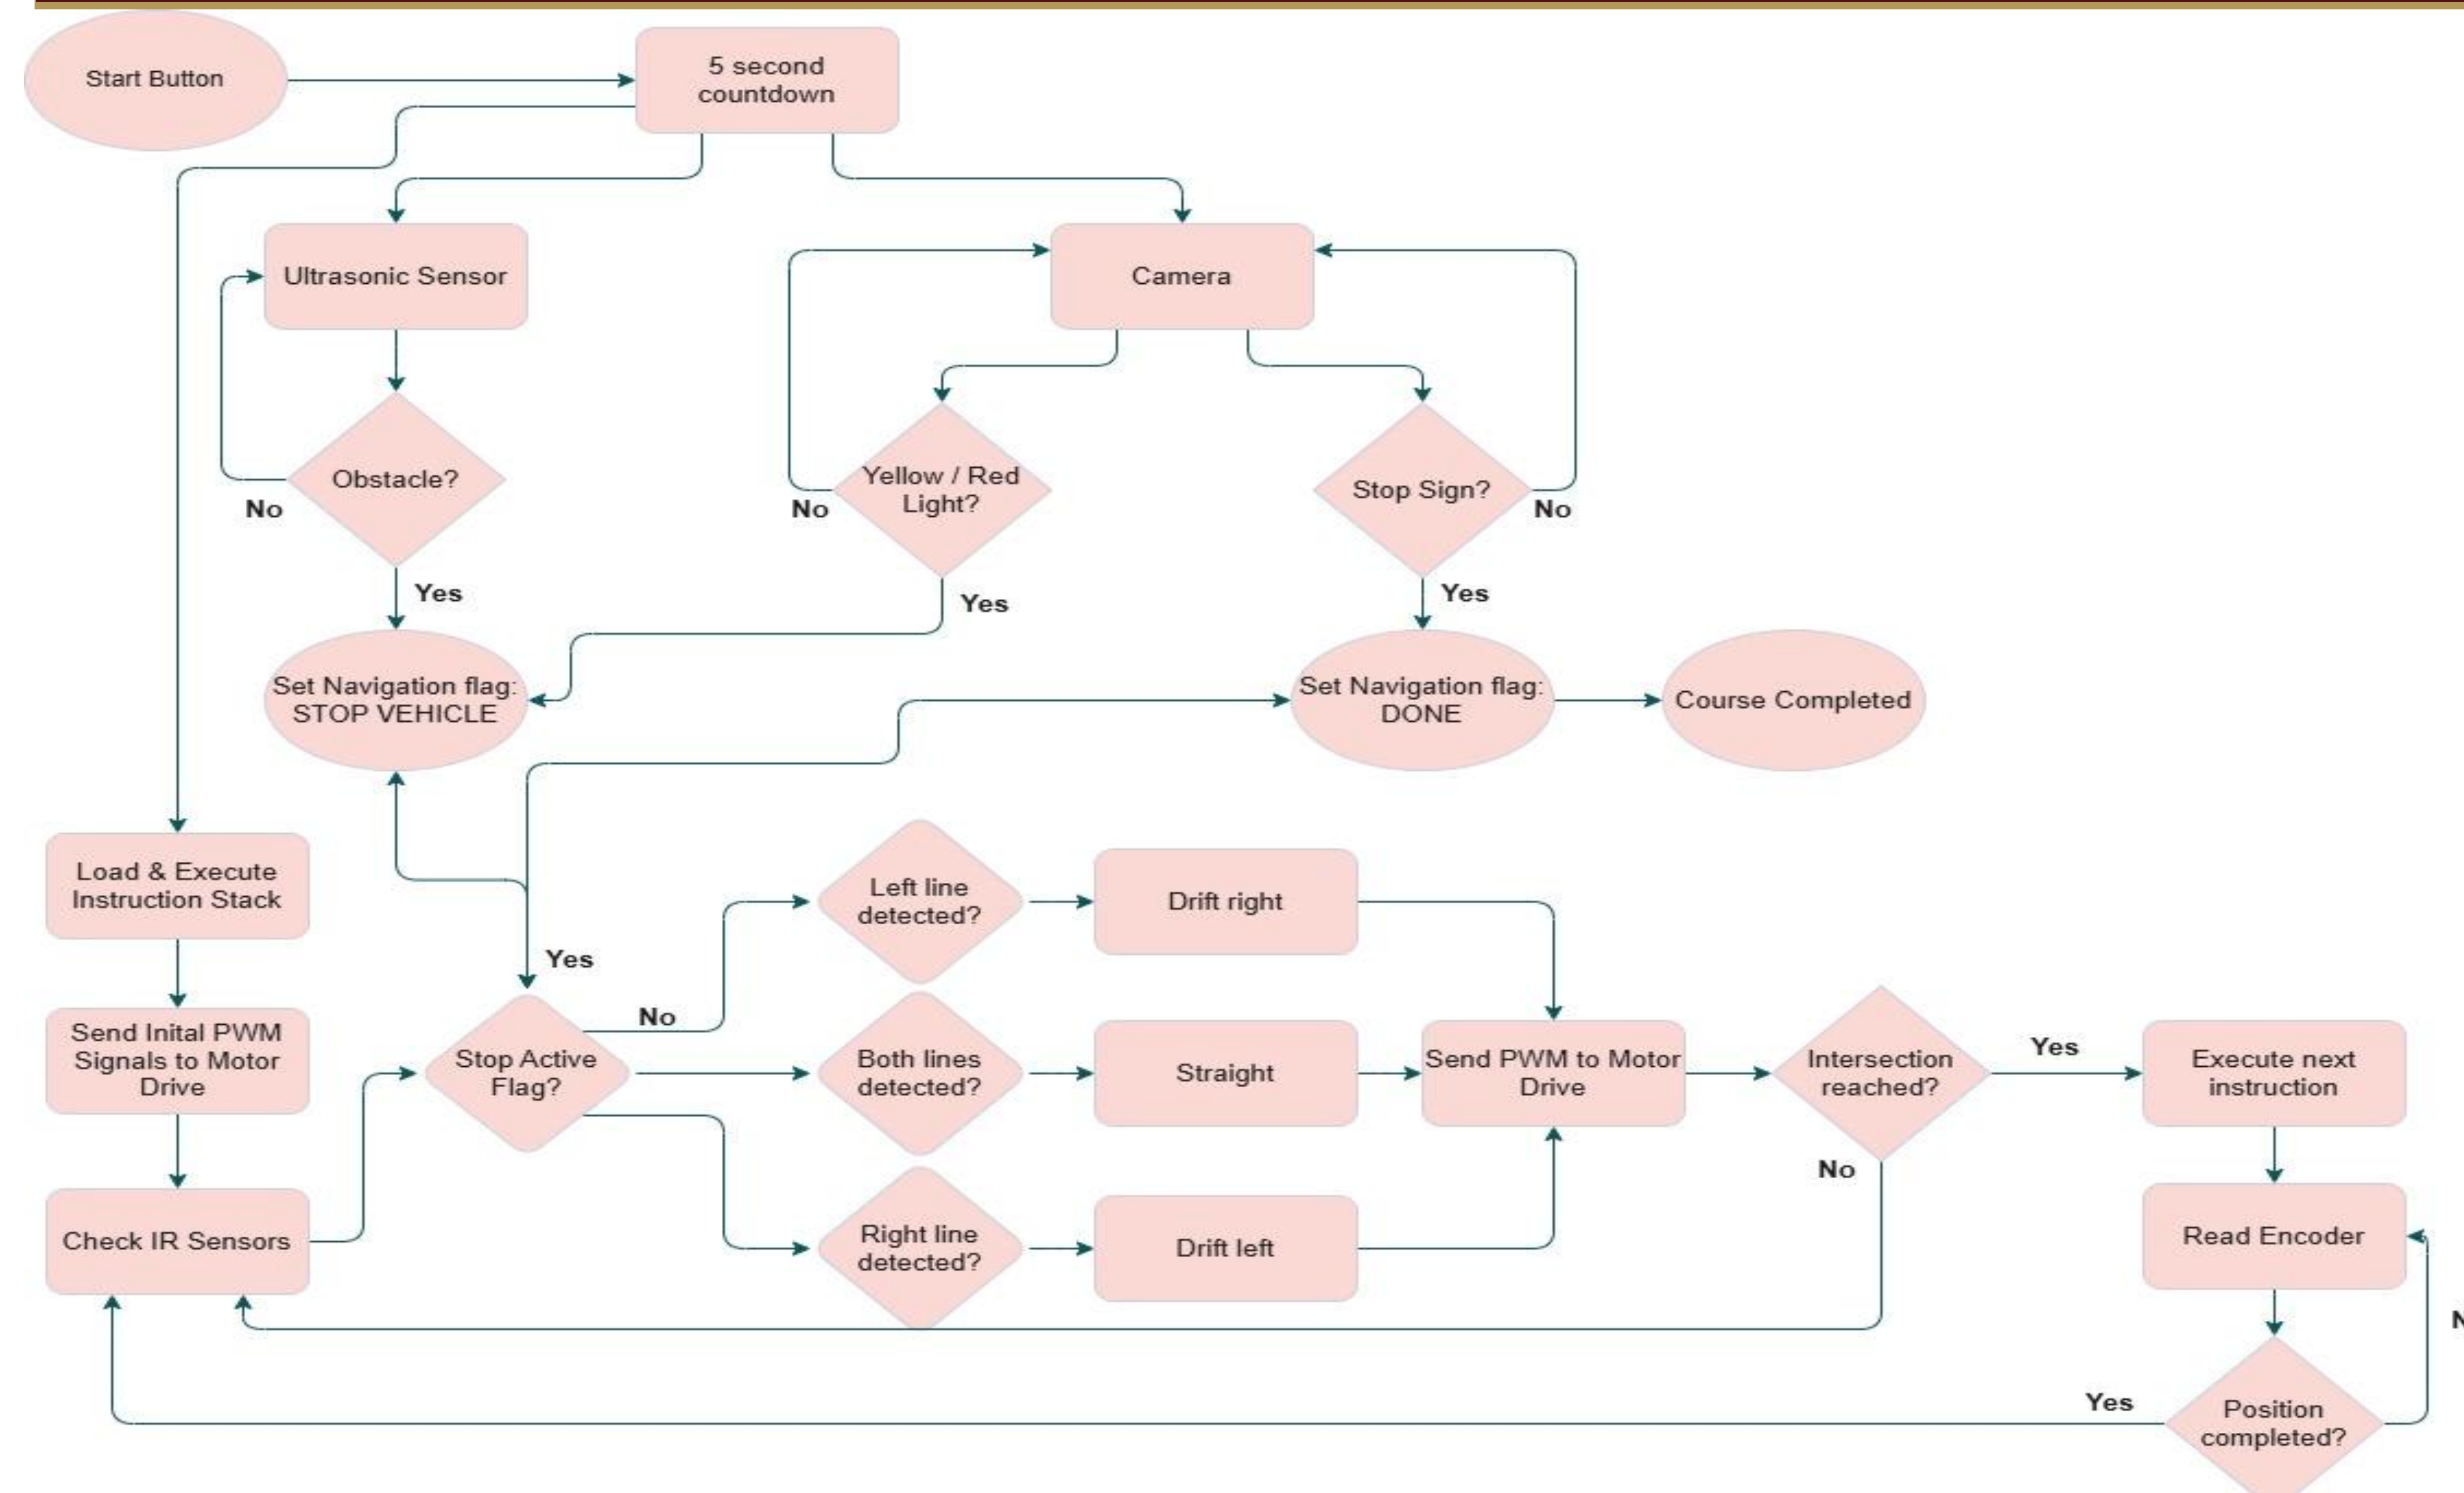 Start Button
5 second
countdown
Ultrasonic Sensor
Camera
Obstacle?
No
Yes
Yellow / Red
Light?
No
Yes
Stop Sign?
No
Yes
Set Navigation flag:
STOP VEHICLE
Set Navigation flag:
DONE
Course Completed
Load & Execute
Instruction Stack
Send Inital PWM
Signals to Motor
Drive
Check IR Sensors
Yes
Stop Active
Flag?
No
Left line
detected?
Drift right
Both lines
detected?
Straight
Right line
detected?
Drift left
Send PWM to Motor
Drive
Intersection
reached?
Yes
No
Execute next
instruction
Read Encoder
Position
completed?
Yes